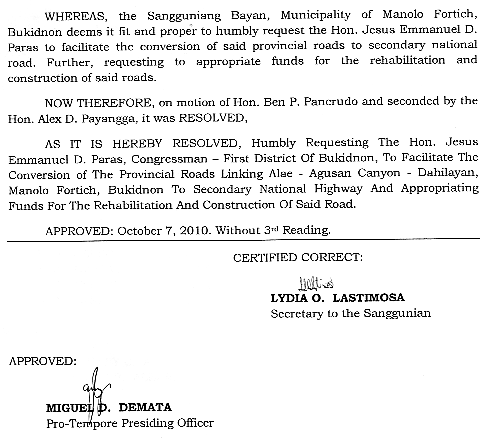 WHEREAS, the Sangguniang Bayan, Municipality of Manolo Fortich,
Bukidnon deems it fit and proper to humbly request the Hon. Jesus Emmanuel D.
Paras to facilitate the conversion of said provincial roads to secondary national
road. Further, requesting to appropriate funds for the rehabilitation and
construction of said roads.
NOW THEREFORE, on motion of Hon. Ben P. Pancrudo and seconded by the
Hon. Alex D. Payangga, it was RESOLVED,
AS IT IS HEREBY RESOLVED, Humbly Requesting The Hon. Jesus
Emmanuel D. Paras, Congressman – First District Of Bukidnon, To Facilitate The
Conversion of The Provincial Roads Linking Alae - Agusan Canyon - Dahilayan,
Manolo Fortich, Bukidnon To Secondary National Highway And Appropriating
Funds For The Rehabilitation And Construction Of Said Road.
APPROVED: October 7, 2010. Without 3rd Reading.
CERTIFIED CORRECT:
LYDIA O. LASTIMOSA
Secretary to the Sanggunian
APPROVED:
MIGUEL D. DEMATA
Pro-Tempore Presiding Officer